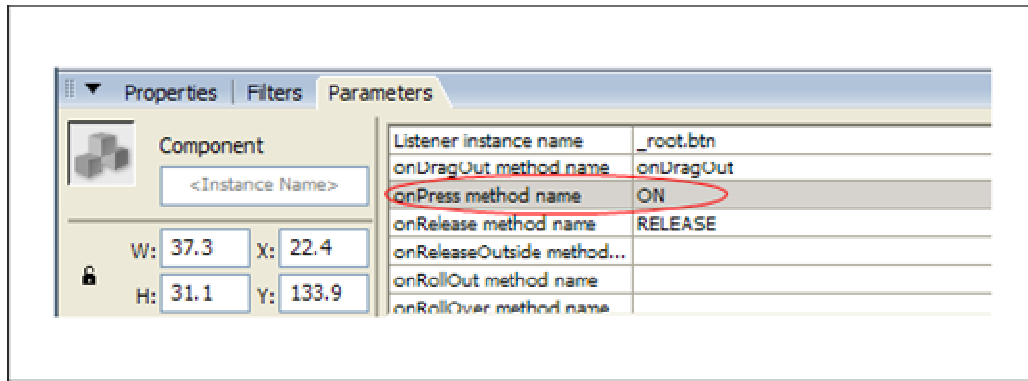 Properties Filters Parameters
Component
<Instance Name>
W: 37.3 X: 22.4
H: 31.1 Y: 133.9
Listener instance name _root.btn
onDragOut method name onDragOut
onPress method name ON
onRelease method name RELEASE
onReleaseOutside method...
onRollOut method name
onRollOver method name